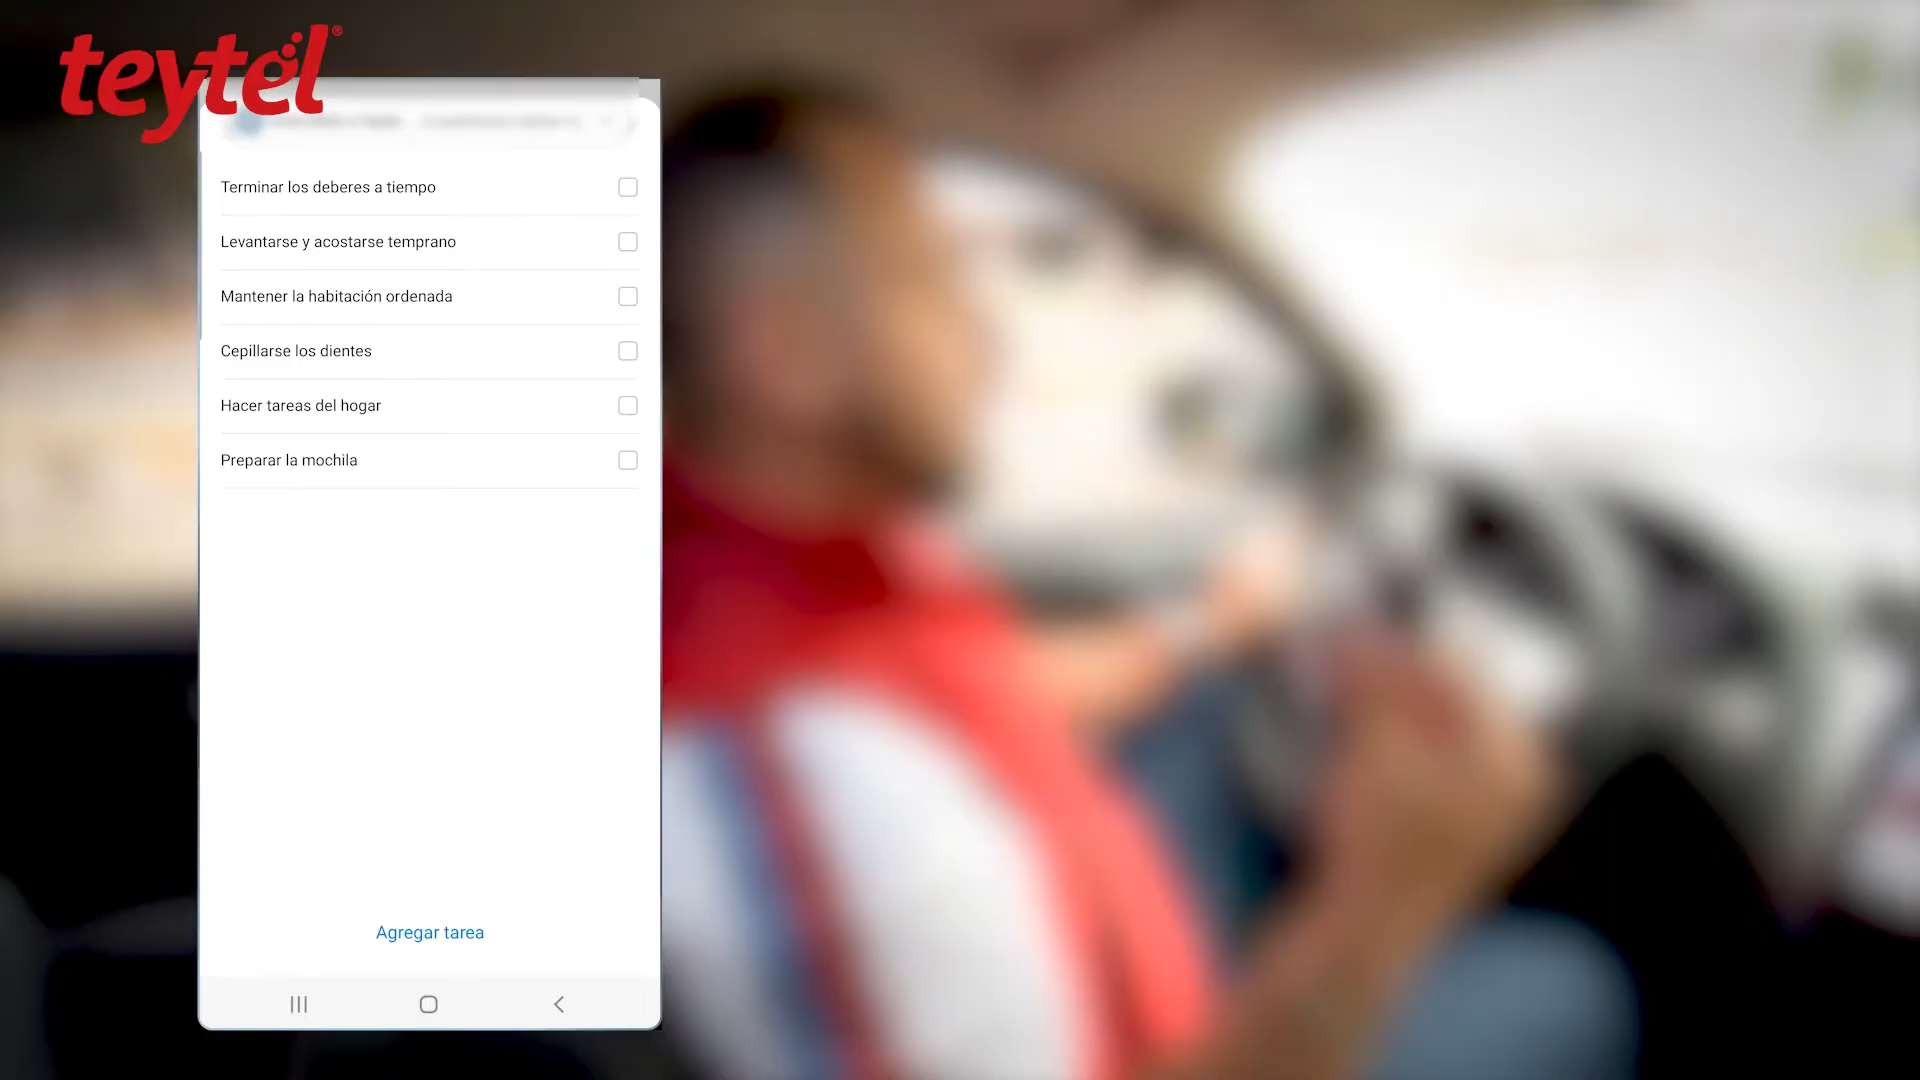 teytel®
Terminar los deberes a tiempo
Levantarse y acostarse temprano
Mantener la habitación ordenada
Cepillarse los dientes
Hacer tareas del hogar
Preparar la mochila
Agregar tarea